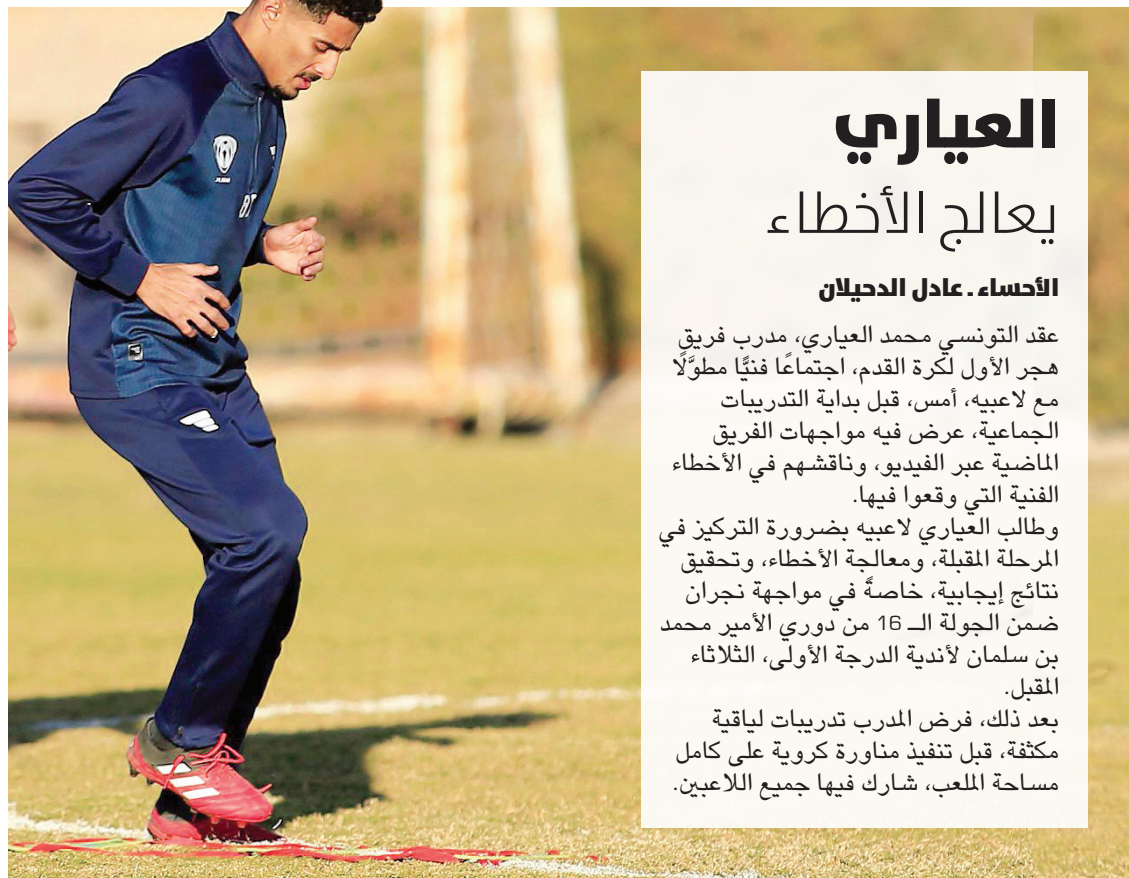 العياري
يعالج الأخطاء
الأحساء . عادل الدحيلان
عقد التونسي محمد العياري، مدرب فريق
هجر الأول لكرة القدم، اجتماعًا فنيًّا مطوَّلًا
مع لاعبيه، أمس، قبل بداية التدريبات
الجماعية، عرض فيه مواجهات الفريق
الماضية عبر الفيديو، وناقشهم في الأخطاء
الفنية التي وقعوا فيها.
وطالب العياري لاعبيه بضرورة التركيز في
المرحلة المقبلة، ومعالجة الأخطاء، وتحقيق
نتائج إيجابية، خاصةً في مواجهة نجران
ضمن الجولة الـ 16 من دوري الأمير محمد
بن سلمان لأندية الدرجة الأولى، الثلاثاء
المقبل.
بعد ذلك، فرض المدرب تدريبات لياقية
مكثفة، قبل تنفيذ مناورة كروية على كامل
مساحة الملعب، شارك فيها جميع اللاعبين.